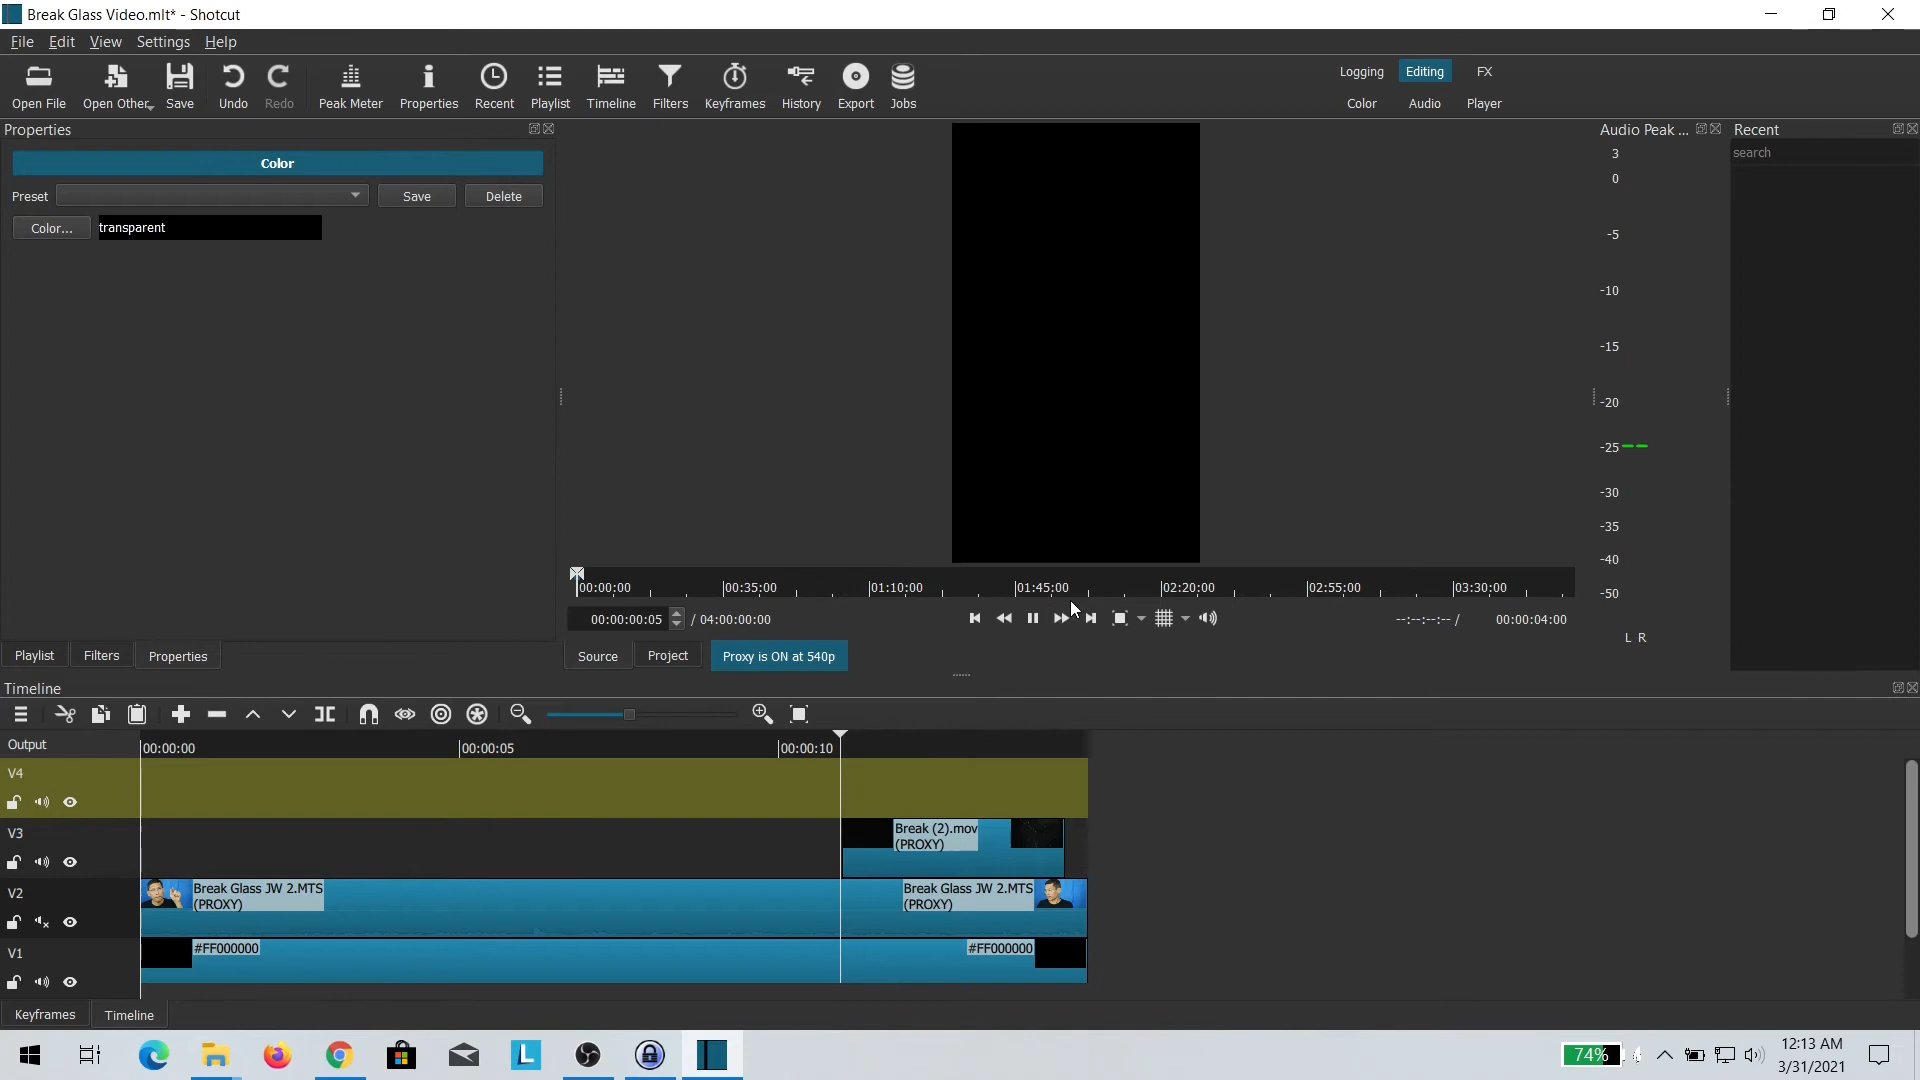 Break Glass Video.mlt* - Shotcut
File Edit View Settings Help
Open File Open Other Save Undo Redo Peak Meter Properties Recent Playlist Timeline Filters Keyframes History Export Jobs
Logging Editing FX
Color Audio Player
Properties
Audio Peak ...
Recent
search
Color
Preset Save Delete
Color... transparent
3
0
-5
-10
-15
-20
-25
-30
-35
-40
-50
L R
00:00:00 00:35:00 01:10:00 01:45:00 02:20:00 02:55:00 03:30:00
00:00:00:05 / 04:00:00:00 --:--:--:-- / 00:00:04:00
Playlist Filters Properties
Source Project Proxy is ON at 540p
Timeline
Output 00:00:00 00:00:05 00:00:10
V4
V3
Break (2).mov
(PROXY)
V2
Break Glass JW 2.MTS
(PROXY)
Break Glass JW 2.MTS
(PROXY)
V1
#FF000000 #FF000000
Keyframes Timeline
74%
12:13 AM
3/31/2021